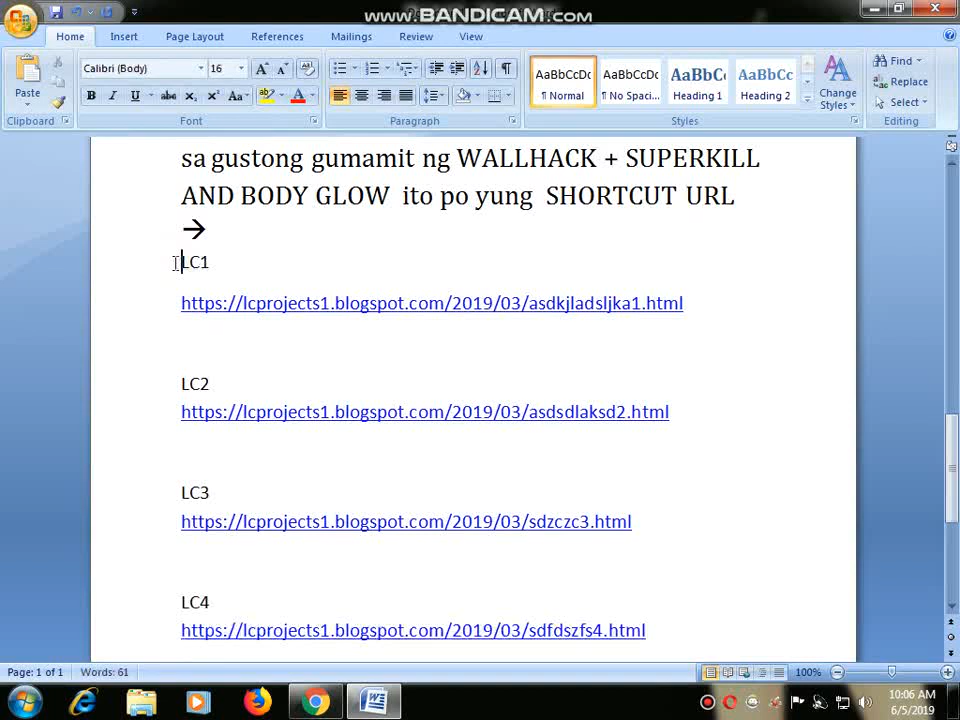 www.BANDICAM.com
Home Insert Page Layout References Mailings Review View
Paste
Clipboard
Calibri (Body) 16
Font
Paragraph
AaBbCcDc
¶ Normal
AaBbCcDc
¶ No Spaci...
AaBbC
Heading 1
AaBbCc
Heading 2
Change
Styles
Styles
Find
Replace
Select
Editing
sa gustong gumamit ng WALLHACK + SUPERKILL
AND BODY GLOW ito po yung SHORTCUT URL
→
LC1
https://lcprojects1.blogspot.com/2019/03/asdkjladsljka1.html
LC2
https://lcprojects1.blogspot.com/2019/03/asdsdlaksd2.html
LC3
https://lcprojects1.blogspot.com/2019/03/sdzczc3.html
LC4
https://lcprojects1.blogspot.com/2019/03/sdfdszfs4.html
Page: 1 of 1 Words: 61 100%
10:06 AM
6/5/2019